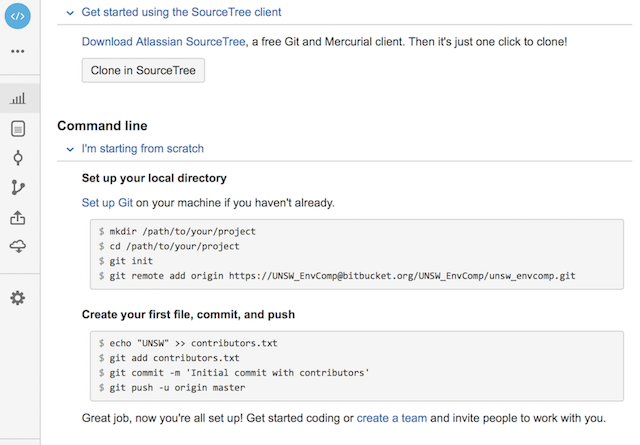 Get started using the SourceTree client
Download Atlassian SourceTree, a free Git and Mercurial client. Then it's just one click to clone!
Clone in SourceTree
Command line
I'm starting from scratch
Set up your local directory
Set up Git on your machine if you haven't already.
$ mkdir /path/to/your/project
$ cd /path/to/your/project
$ git init
$ git remote add origin https://UNSW_EnvComp@bitbucket.org/UNSW_EnvComp/unsw_envcomp.git
Create your first file, commit, and push
$ echo "UNSW" >> contributors.txt
$ git add contributors.txt
$ git commit -m 'Initial commit with contributors'
$ git push -u origin master
Great job, now you're all set up! Get started coding or create a team and invite people to work with you.